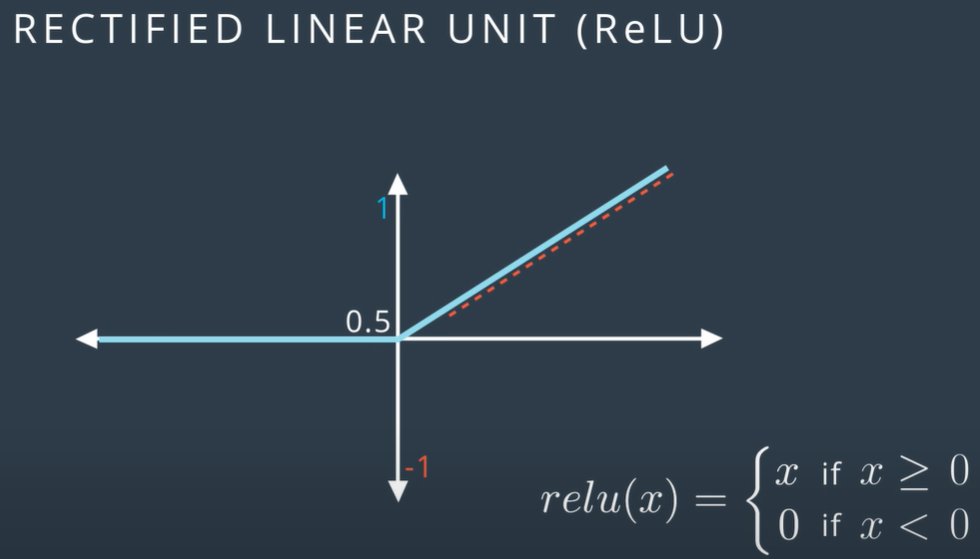 RECTIFIED LINEAR UNIT (ReLU)
1
0.5
-1
relu(x) = { x if x ≥ 0
0 if x < 0